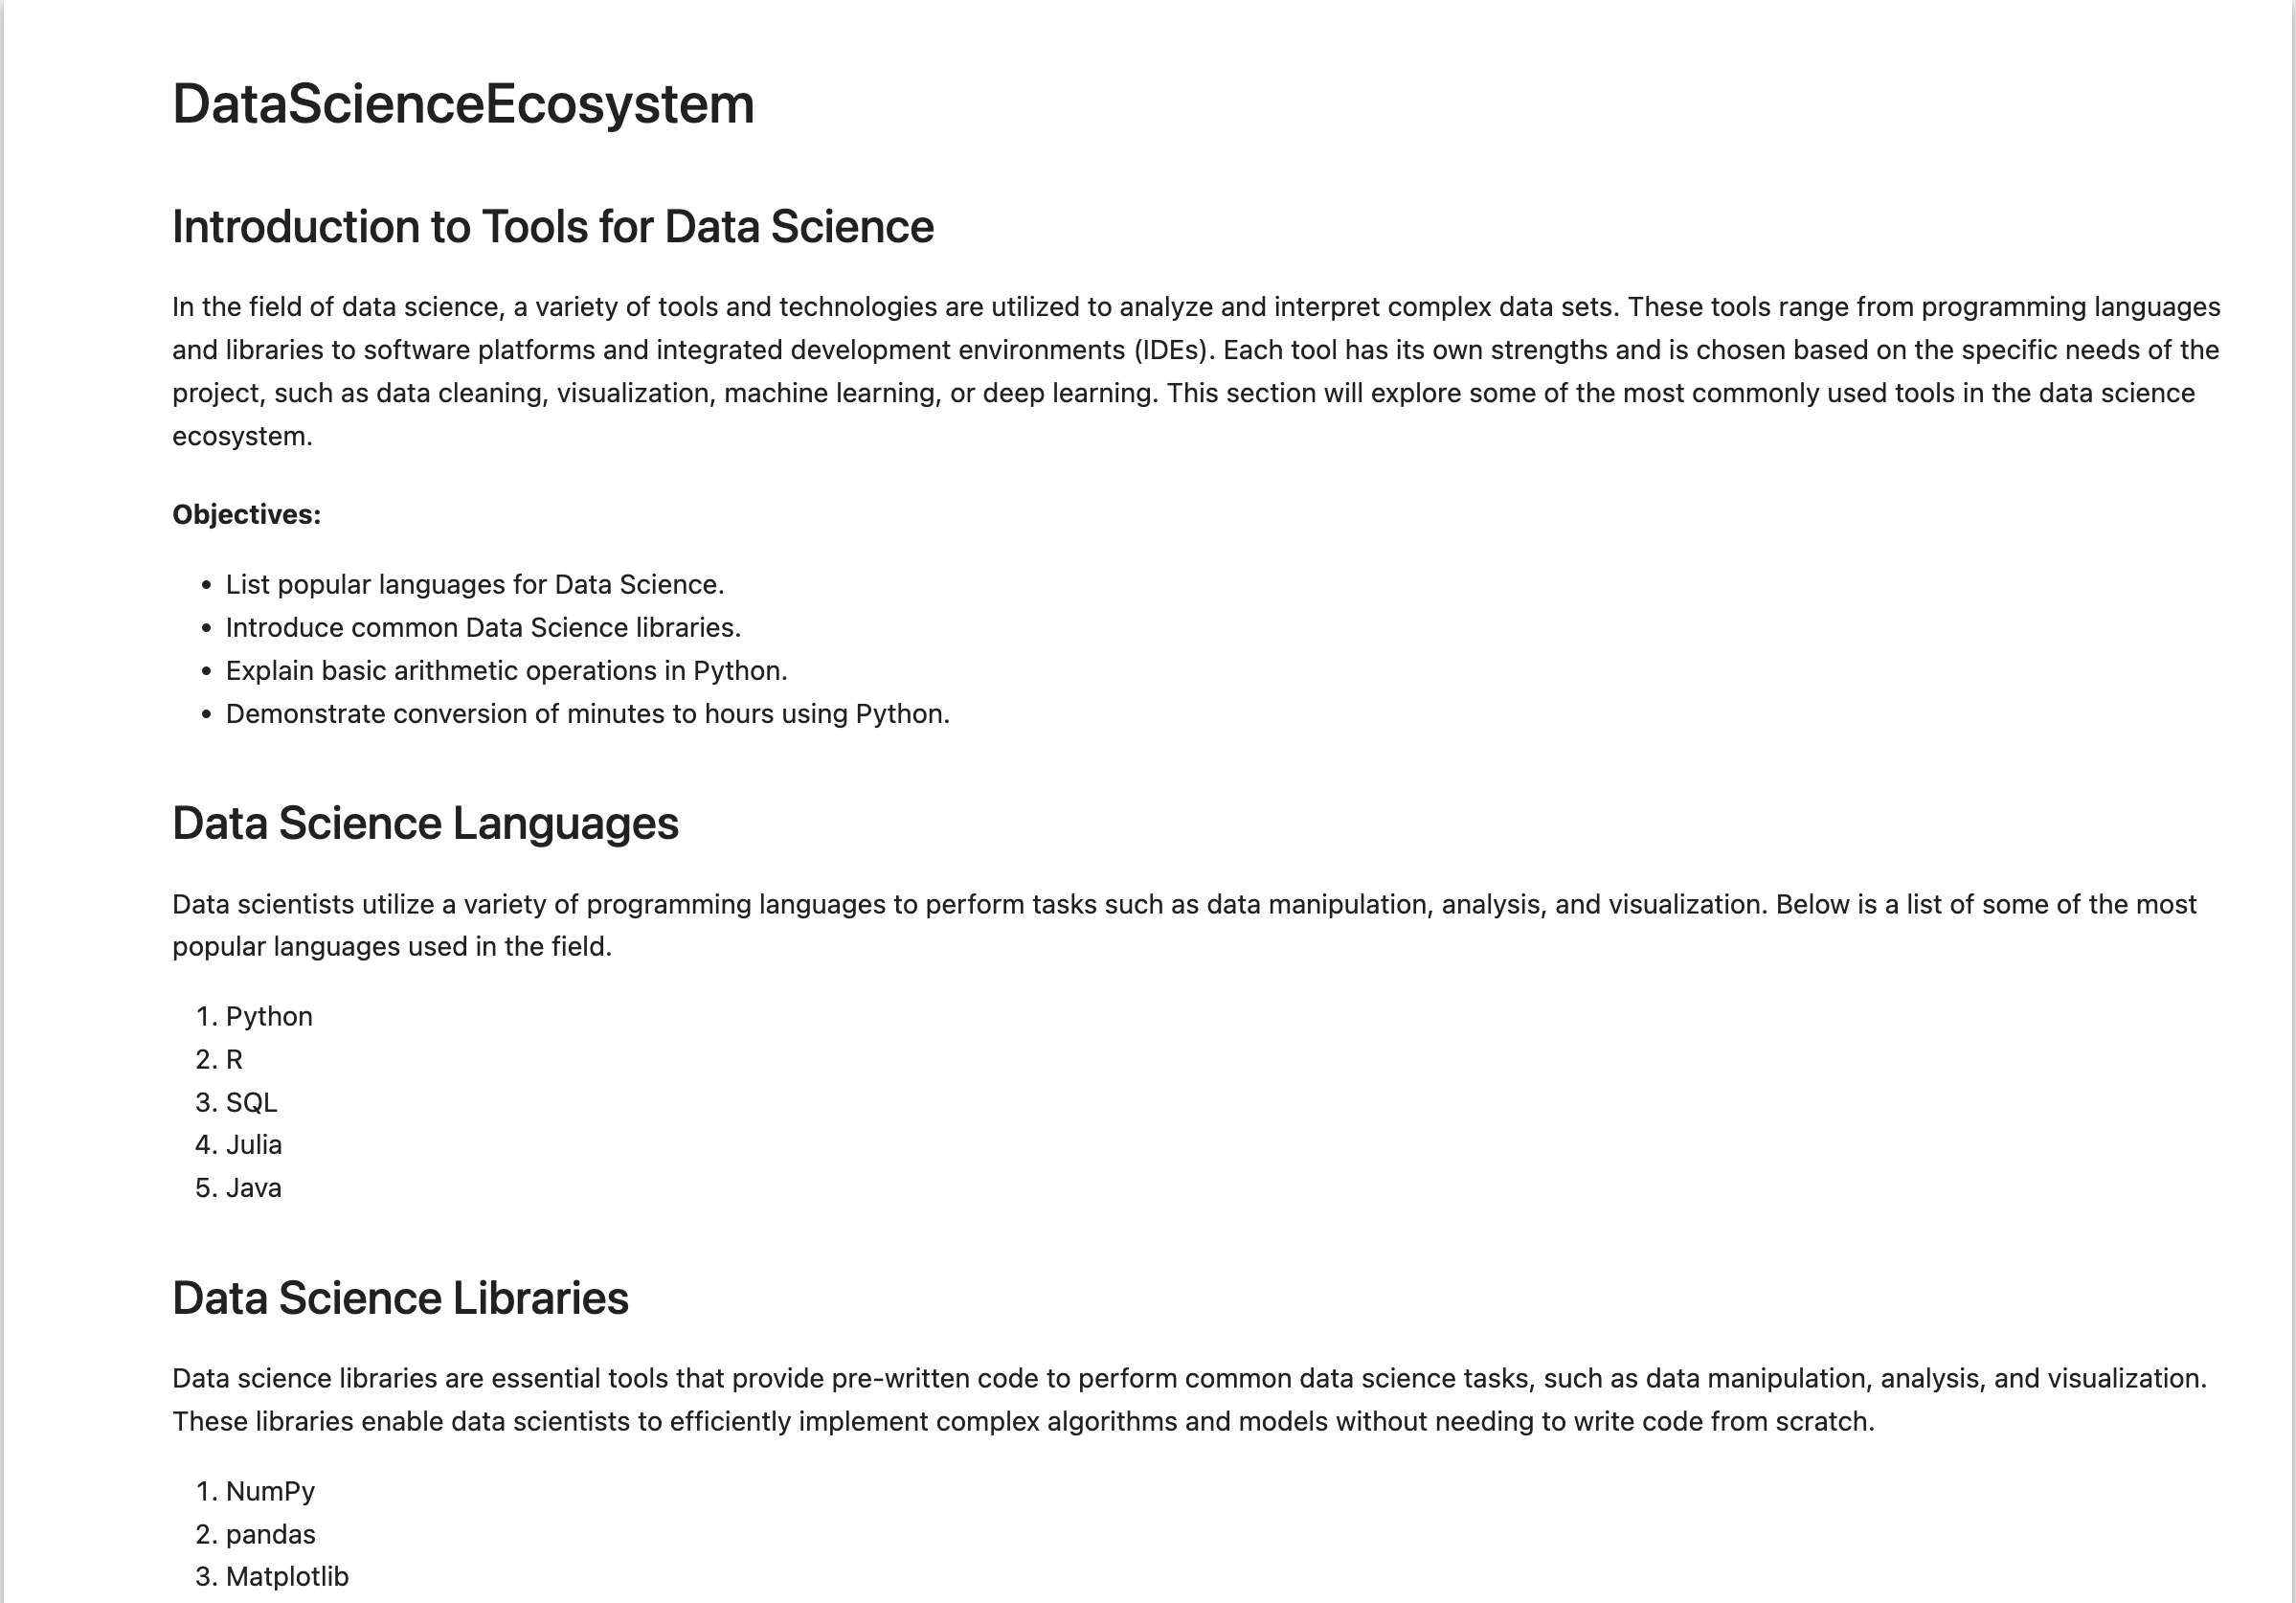 DataScienceEcosystem
Introduction to Tools for Data Science
In the field of data science, a variety of tools and technologies are utilized to analyze and interpret complex data sets. These tools range from programming languages
and libraries to software platforms and integrated development environments (IDEs). Each tool has its own strengths and is chosen based on the specific needs of the
project, such as data cleaning, visualization, machine learning, or deep learning. This section will explore some of the most commonly used tools in the data science
ecosystem.
Objectives:
• List popular languages for Data Science.
• Introduce common Data Science libraries.
• Explain basic arithmetic operations in Python.
• Demonstrate conversion of minutes to hours using Python.
Data Science Languages
Data scientists utilize a variety of programming languages to perform tasks such as data manipulation, analysis, and visualization. Below is a list of some of the most
popular languages used in the field.
1. Python
2. R
3. SQL
4. Julia
5. Java
Data Science Libraries
Data science libraries are essential tools that provide pre-written code to perform common data science tasks, such as data manipulation, analysis, and visualization.
These libraries enable data scientists to efficiently implement complex algorithms and models without needing to write code from scratch.
1. NumPy
2. pandas
3. Matplotlib